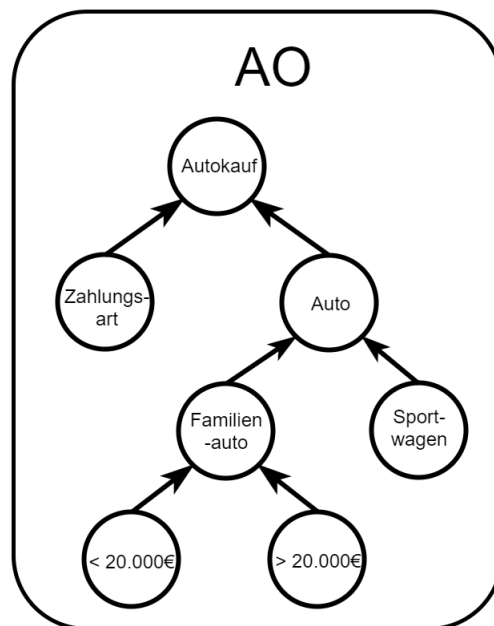 AO
Autokauf
Zahlungs-
art
Auto
Familien
-auto
Sport-
wagen
< 20.000€
> 20.000€